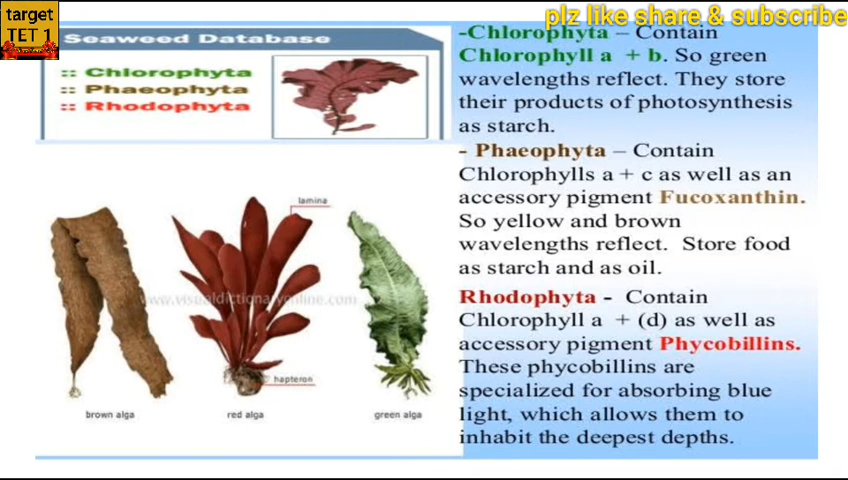 target
TET 1
plz like share & subscribe
Seaweed Database
:: Chlorophyta
:: Phaeophyta
:: Rhodophyta
lamina
www.visualdictionaryonline.com
hapteron
brown alga
red alga
green alga
-Chlorophyta – Contain
Chlorophyll a + b. So green
wavelengths reflect. They store
their products of photosynthesis
as starch.
- Phaeophyta – Contain
Chlorophylls a + c as well as an
accessory pigment Fucoxanthin.
So yellow and brown
wavelengths reflect. Store food
as starch and as oil.
Rhodophyta - Contain
Chlorophyll a + (d) as well as
accessory pigment Phycobillins.
These phycobillins are
specialized for absorbing blue
light, which allows them to
inhabit the deepest depths.